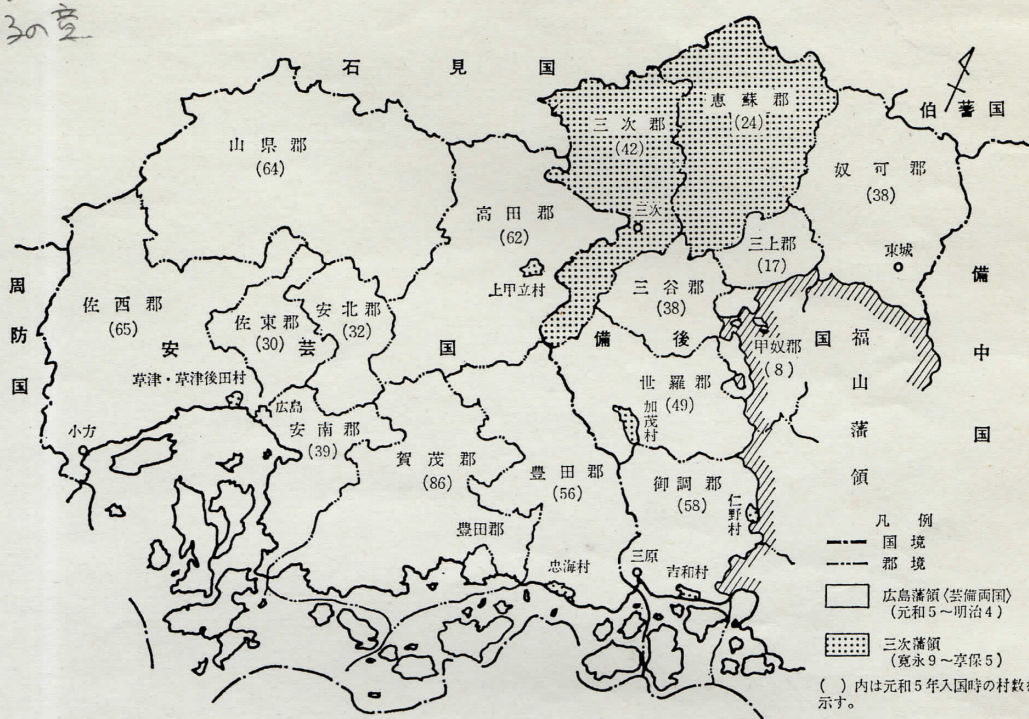 るの章
石見国
伯耆国
恵蘇郡
(24)
三次郡
(42)
山県郡
(64)
奴可郡
(38)
高田郡
(62)
三次
三上郡
(17)
東城
上甲立村
三谷郡
(38)
周防国
佐西郡
(65)
安北郡
(32)
佐東郡
(30)
安芸国
備後国
甲奴郡
(8)
福山藩領
備中国
草津・草津後田村
広島
世羅郡
(49)
加茂村
小方
安南郡
(39)
賀茂郡
(86)
豊田郡
(56)
御調郡
(58)
仁野村
豊田郡
忠海村
三原
吉和村
凡例
国境
郡境
広島藩領〈芸備両国〉
(元和5〜明治4)
三次藩領
(寛永9〜享保5)
( )内は元和5年入国時の村数を
示す。